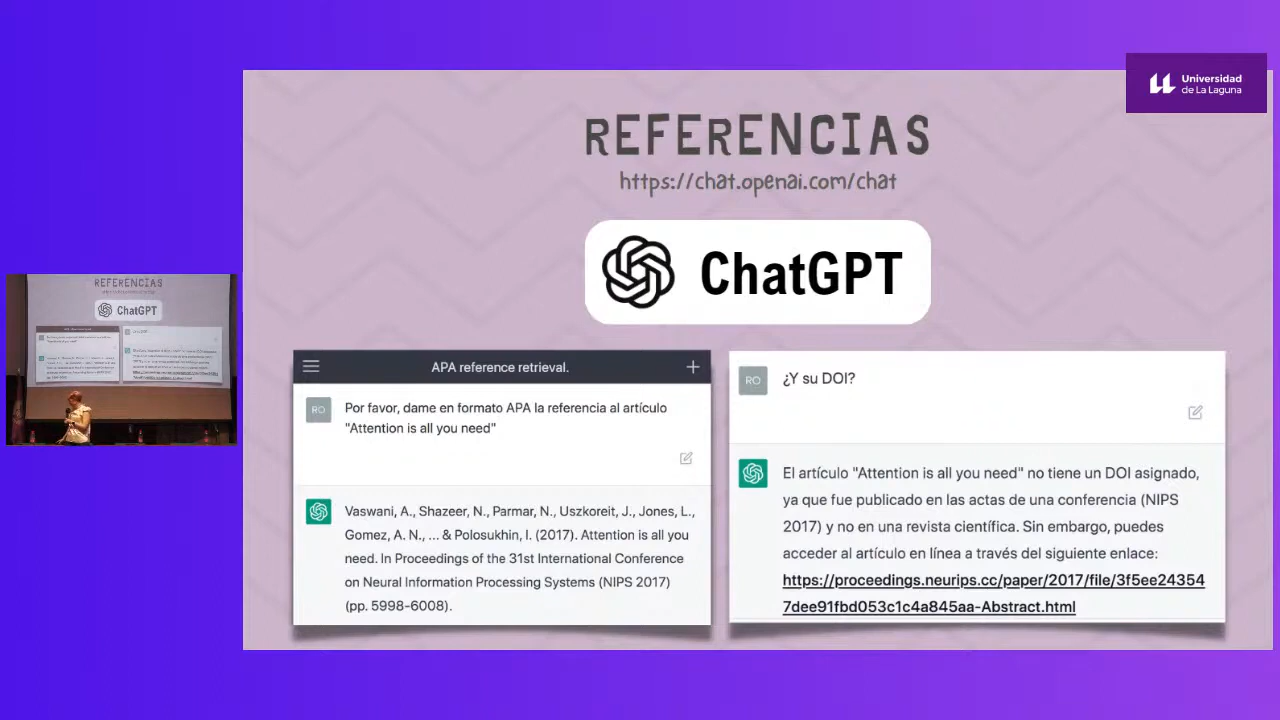 Universidad
de La Laguna
REFERENCIAS
https://chat.openai.com/chat
ChatGPT
APA reference retrieval.
RO
Por favor, dame en formato APA la referencia al artículo
"Attention is all you need"
Vaswani, A., Shazeer, N., Parmar, N., Uszkoreit, J., Jones, L.,
Gomez, A. N., ... & Polosukhin, I. (2017). Attention is all you
need. In Proceedings of the 31st International Conference
on Neural Information Processing Systems (NIPS 2017)
(pp. 5998-6008).
RO
¿Y su DOI?
El artículo "Attention is all you need" no tiene un DOI asignado,
ya que fue publicado en las actas de una conferencia (NIPS
2017) y no en una revista científica. Sin embargo, puedes
acceder al artículo en línea a través del siguiente enlace:
https://proceedings.neurips.cc/paper/2017/file/3f5ee24354
7dee91fbd053c1c4a845aa-Abstract.html
REFERENCIAS
ChatGPT